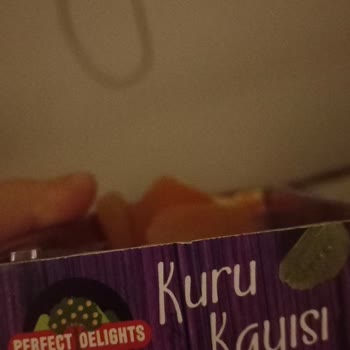 Kuru
Kayısı
PERFECT DELIGHTS